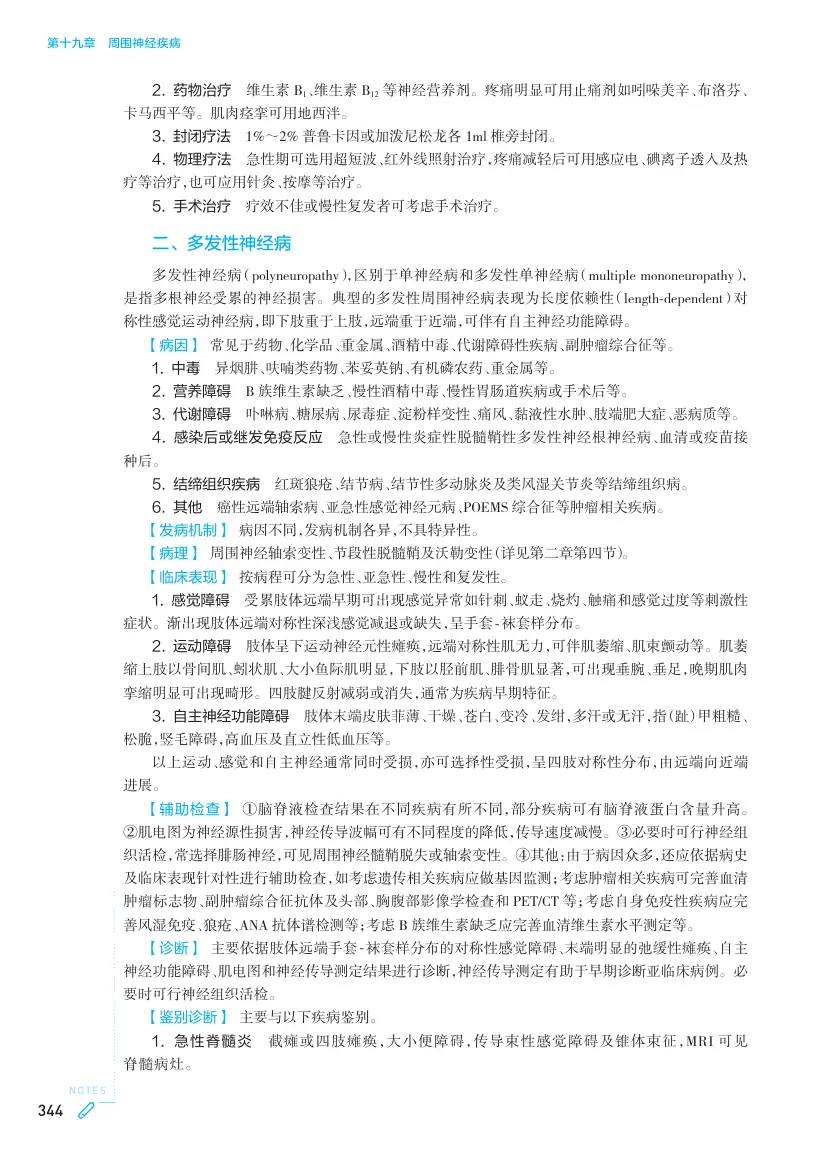 第十九章 周围神经疾病
2. 药物治疗 维生素 B₁、维生素 B₁₂ 等神经营养剂。疼痛明显可用止痛剂如吲哚美辛、布洛芬、
卡马西平等。肌肉痉挛可用地西泮。
3. 封闭疗法 1%～2% 普鲁卡因或加泼尼松龙各 1ml 椎旁封闭。
4. 物理疗法 急性期可选用超短波、红外线照射治疗,疼痛减轻后可用感应电、碘离子透入及热
疗等治疗,也可应用针灸、按摩等治疗。
5. 手术治疗 疗效不佳或慢性复发者可考虑手术治疗。
二、多发性神经病
多发性神经病(polyneuropathy),区别于单神经病和多发性单神经病(multiple mononeuropathy),
是指多根神经受累的神经损害。典型的多发性周围神经病表现为长度依赖性(length-dependent)对
称性感觉运动神经病,即下肢重于上肢,远端重于近端,可伴有自主神经功能障碍。
【病因】 常见于药物、化学品、重金属、酒精中毒、代谢障碍性疾病、副肿瘤综合征等。
1. 中毒 异烟肼、呋喃类药物、苯妥英钠、有机磷农药、重金属等。
2. 营养障碍 B 族维生素缺乏、慢性酒精中毒、慢性胃肠道疾病或手术后等。
3. 代谢障碍 卟啉病、糖尿病、尿毒症、淀粉样变性、痛风、黏液性水肿、肢端肥大症、恶病质等。
4. 感染后或继发免疫反应 急性或慢性炎症性脱髓鞘性多发性神经根神经病、血清或疫苗接
种后。
5. 结缔组织疾病 红斑狼疮、结节病、结节性多动脉炎及类风湿关节炎等结缔组织病。
6. 其他 癌性远端轴索病、亚急性感觉神经元病、POEMS 综合征等肿瘤相关疾病。
【发病机制】 病因不同,发病机制各异,不具特异性。
【病理】 周围神经轴索变性、节段性脱髓鞘及沃勒变性(详见第二章第四节)。
【临床表现】 按病程可分为急性、亚急性、慢性和复发性。
1. 感觉障碍 受累肢体远端早期可出现感觉异常如针刺、蚁走、烧灼、触痛和感觉过度等刺激性
症状。渐出现肢体远端对称性深浅感觉减退或缺失,呈手套-袜套样分布。
2. 运动障碍 肢体呈下运动神经元性瘫痪,远端对称性肌无力,可伴肌萎缩、肌束颤动等。肌萎
缩上肢以骨间肌、蚓状肌、大小鱼际肌明显,下肢以胫前肌、腓骨肌显著,可出现垂腕、垂足,晚期肌肉
挛缩明显可出现畸形。四肢腱反射减弱或消失,通常为疾病早期特征。
3. 自主神经功能障碍 肢体末端皮肤菲薄、干燥、苍白、变冷、发绀,多汗或无汗,指(趾)甲粗糙、
松脆,竖毛障碍,高血压及直立性低血压等。
以上运动、感觉和自主神经通常同时受损,亦可选择性受损,呈四肢对称性分布,由远端向近端
进展。
【辅助检查】 ①脑脊液检查结果在不同疾病有所不同,部分疾病可有脑脊液蛋白含量升高。
②肌电图为神经源性损害,神经传导波幅可有不同程度的降低,传导速度减慢。③必要时可行神经组
织活检,常选择腓肠神经,可见周围神经髓鞘脱失或轴索变性。④其他:由于病因众多,还应依据病史
及临床表现针对性进行辅助检查,如考虑遗传相关疾病应做基因监测;考虑肿瘤相关疾病可完善血清
肿瘤标志物、副肿瘤综合征抗体及头部、胸腹部影像学检查和 PET/CT 等;考虑自身免疫性疾病应完
善风湿免疫、狼疮、ANA 抗体谱检测等;考虑 B 族维生素缺乏应完善血清维生素水平测定等。
【诊断】 主要依据肢体远端手套-袜套样分布的对称性感觉障碍、末端明显的弛缓性瘫痪、自主
神经功能障碍、肌电图和神经传导测定结果进行诊断,神经传导测定有助于早期诊断亚临床病例。必
要时可行神经组织活检。
【鉴别诊断】 主要与以下疾病鉴别。
1. 急性脊髓炎 截瘫或四肢瘫痪,大小便障碍,传导束性感觉障碍及锥体束征,MRI 可见
脊髓病灶。
NOTES
344